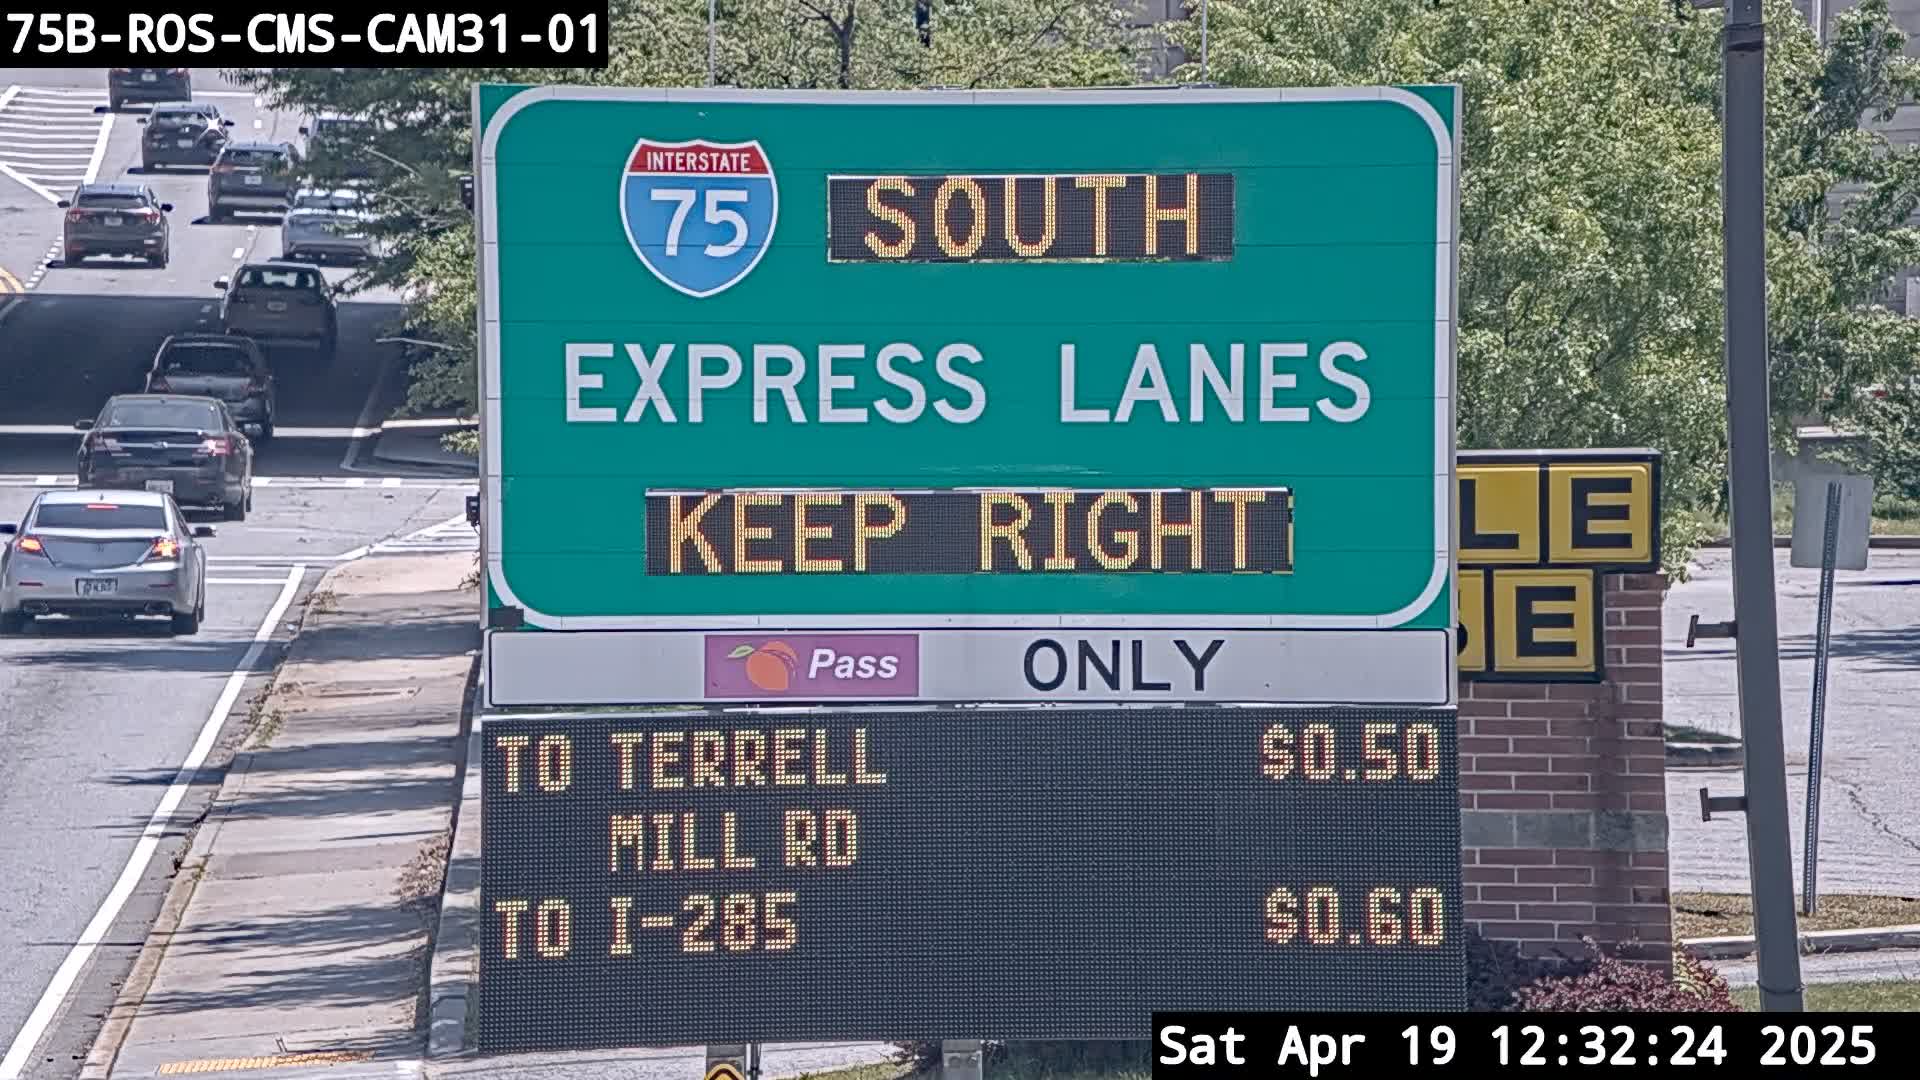 75B-ROS-CMS-CAM31-01
INTERSTATE
75
SOUTH
EXPRESS LANES
KEEP RIGHT
Pass ONLY
TO TERRELL $0.50
MILL RD
TO I-285 $0.60
LE
E
Sat Apr 19 12:32:24 2025